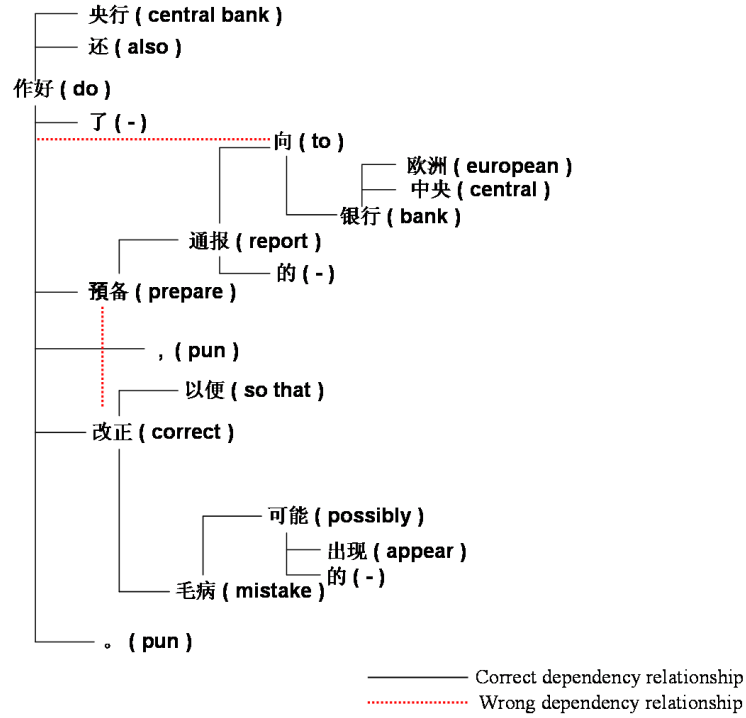 央行 ( central bank )
还 ( also )
作好 ( do )
了 ( - )
向 ( to )
欧洲 ( european )
中央 ( central )
银行 ( bank )
通报 ( report )
的 ( - )
預备 ( prepare )
， ( pun )
以便 ( so that )
改正 ( correct )
可能 ( possibly )
出现 ( appear )
的 ( - )
毛病 ( mistake )
。 ( pun )
Correct dependency relationship
Wrong dependency relationship